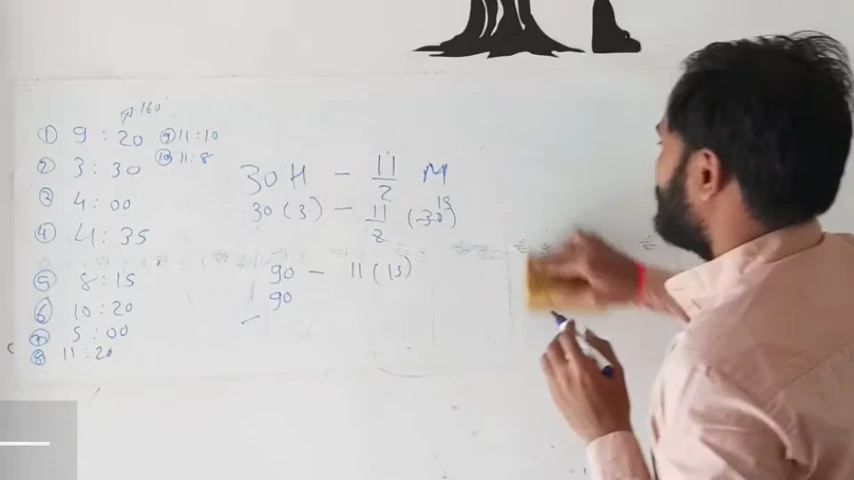 160
① 9 : 20 ⑨ 11 : 10
② 3 : 30 ⑩ 11 : 8
③ 4 : 00
④ 4 : 35
⑤ 8 : 15
⑥ 10 : 20
⑦ 5 : 00
⑧ 11 : 20
30 H - 11/2 M
30 (3) - 11/2 (30) 15
90 - 11 (15)
90